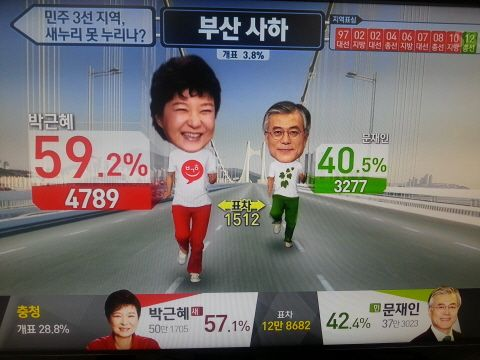 민주 3선 지역,
새누리 못 누리나?
부산 사하
개표 3.8%
지역표심
97 02 02 04 06 07 08 10 12
대선 지방 대선 총선 지방 대선 총선 지방 총선
박근혜
59.2%
4789
문재인
40.5%
3277
표차
1512
충청
개표 28.8%
박근혜 새
50만 1705
57.1%
표차
12만 8682
42.4%
문재인
37만 3023